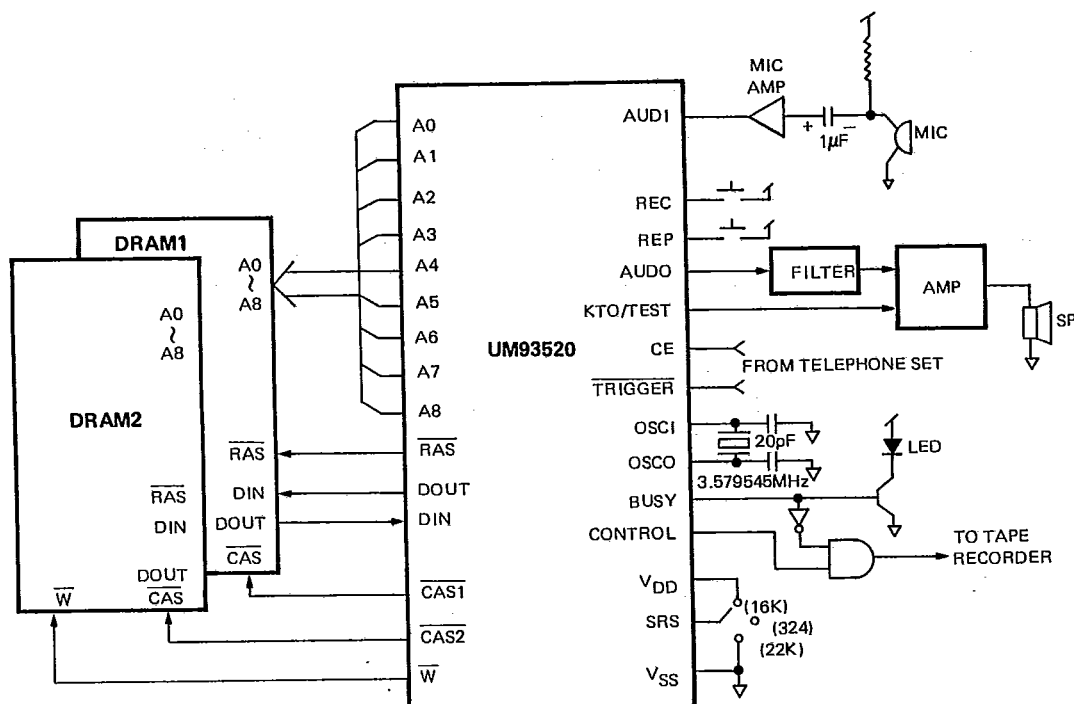 MIC
AMP
AUDI
+
1μF
−
MIC
A0
A1
A2
A3
A4
A5
A6
A7
A8
RAS
DOUT
DIN
CAS1
CAS2
W
UM93520
REC
REP
AUDO
KTO/TEST
CE
TRIGGER
OSCI
OSCO
BUSY
CONTROL
VDD
SRS
VSS
FILTER
AMP
SP
FROM TELEPHONE SET
20pF
3.579545MHz
LED
TO TAPE
RECORDER
(16K)
(324)
(22K)
DRAM1
A0
~
A8
RAS
DIN
DOUT
CAS
DRAM2
A0
~
A8
RAS
DIN
DOUT
CAS
W